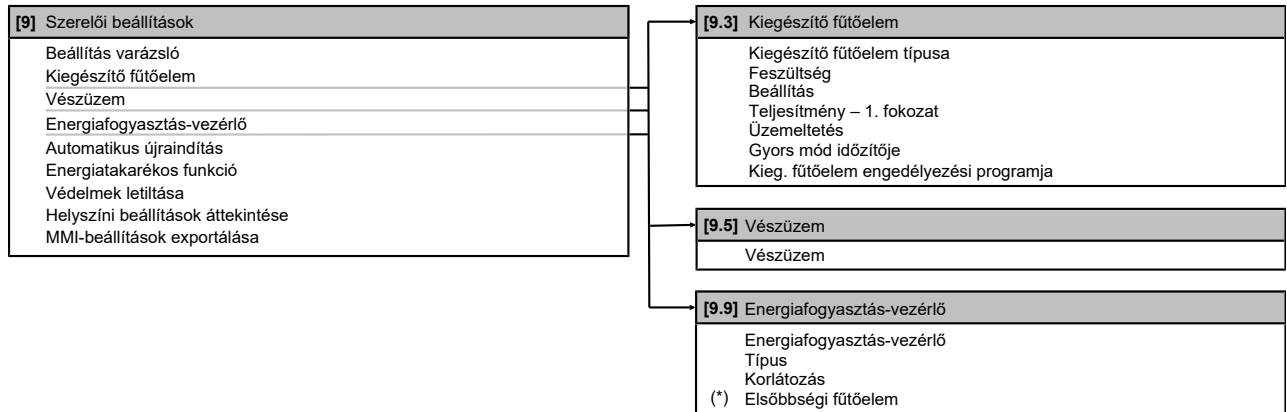 [9] Szerelői beállítások
Beállítás varázsló
Kiegészítő fűtőelem
Vészüzem
Energiafogyasztás-vezérlő
Automatikus újraindítás
Energiatakarékos funkció
Védelmek letiltása
Helyszíni beállítások áttekintése
MMI-beállítások exportálása
[9.3] Kiegészítő fűtőelem
Kiegészítő fűtőelem típusa
Feszültség
Beállítás
Teljesítmény – 1. fokozat
Üzemeltetés
Gyors mód időzítője
Kieg. fűtőelem engedélyezési programja
[9.5] Vészüzem
Vészüzem
[9.9] Energiafogyasztás-vezérlő
Energiafogyasztás-vezérlő
Típus
Korlátozás
(*) Elsőbbségi fűtőelem